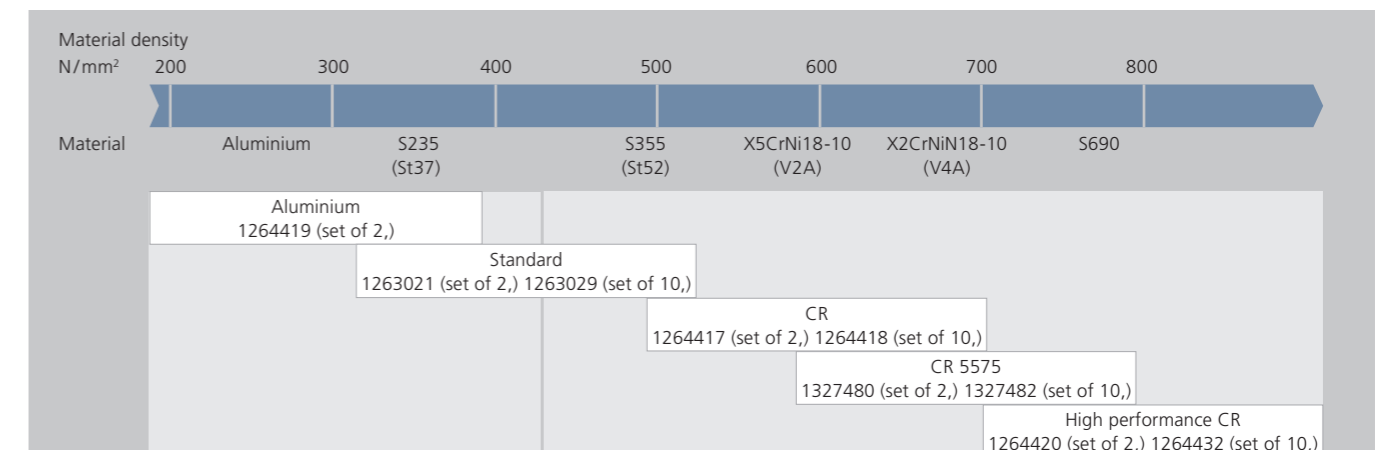 Material density
N/mm² 200 300 400 500 600 700 800
Material Aluminium S235 S355 X5CrNi18-10 X2CrNiN18-10 S690
(St37) (St52) (V2A) (V4A)
Aluminium
1264419 (set of 2,)
Standard
1263021 (set of 2,) 1263029 (set of 10,)
CR
1264417 (set of 2,) 1264418 (set of 10,)
CR 5575
1327480 (set of 2,) 1327482 (set of 10,)
High performance CR
1264420 (set of 2,) 1264432 (set of 10,)